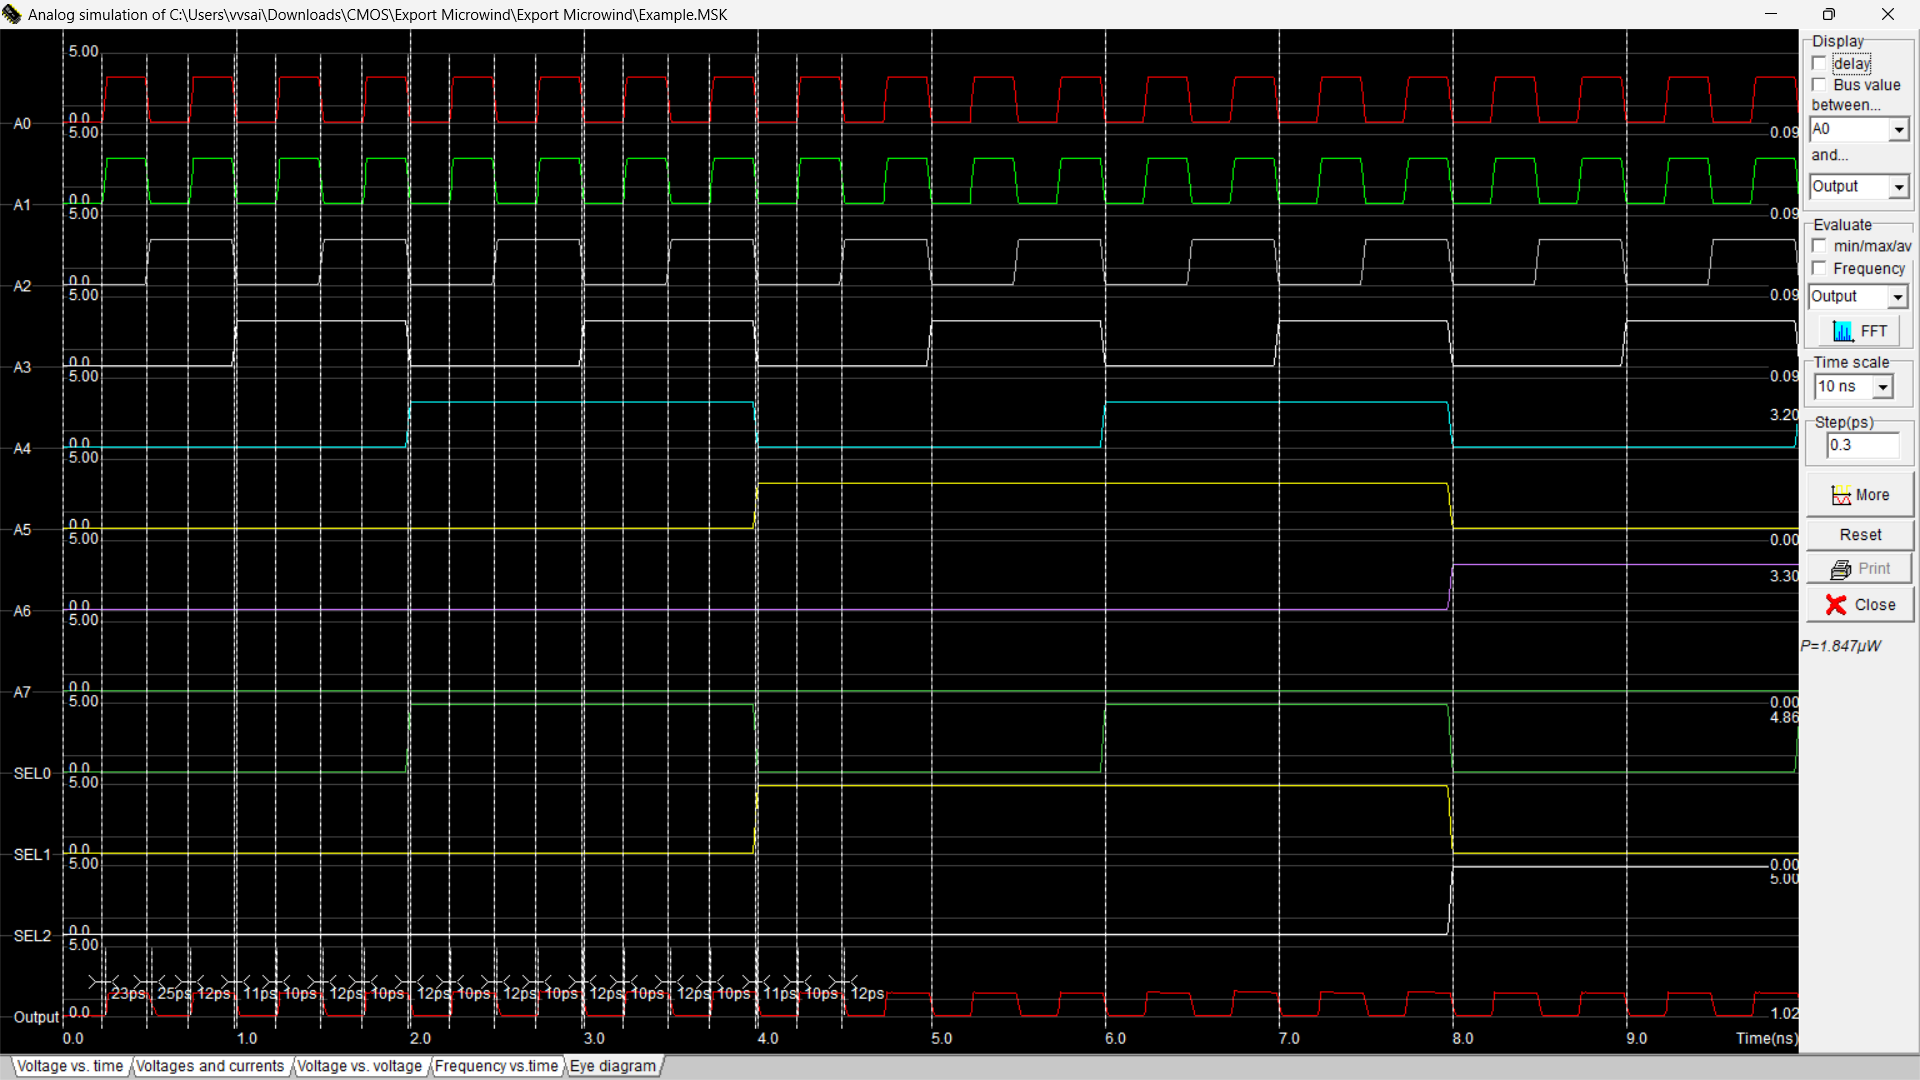 Analog simulation of C:\Users\vvsai\Downloads\CMOS\Export Microwind\Export Microwind\Example.MSK
5.00
A0 0.0
5.00 0.09
A1 0.0
5.00 0.09
A2 0.0
5.00 0.09
A3 0.0
5.00 0.09
3.20
A4 0.0
5.00
A5 0.0
5.00 0.00
3.30
A6 0.0
5.00
A7 0.0
5.00 0.00
4.86
SEL0 0.0
5.00
SEL1 0.0
5.00 0.00
5.00
SEL2 0.0
5.00
23ps 25ps 12ps 11ps 10ps 12ps 10ps 12ps 10ps 12ps 10ps 12ps 10ps 12ps 10ps 11ps 10ps 12ps
Output 0.0 1.02
0.0 1.0 2.0 3.0 4.0 5.0 6.0 7.0 8.0 9.0 Time(ns)
Voltage vs. time Voltages and currents Voltage vs. voltage Frequency vs.time Eye diagram
Display
delay
Bus value
between...
A0
and...
Output
Evaluate
min/max/av
Frequency
Output
FFT
Time scale
10 ns
Step(ps)
0.3
More
Reset
Print
Close
P=1.847µW